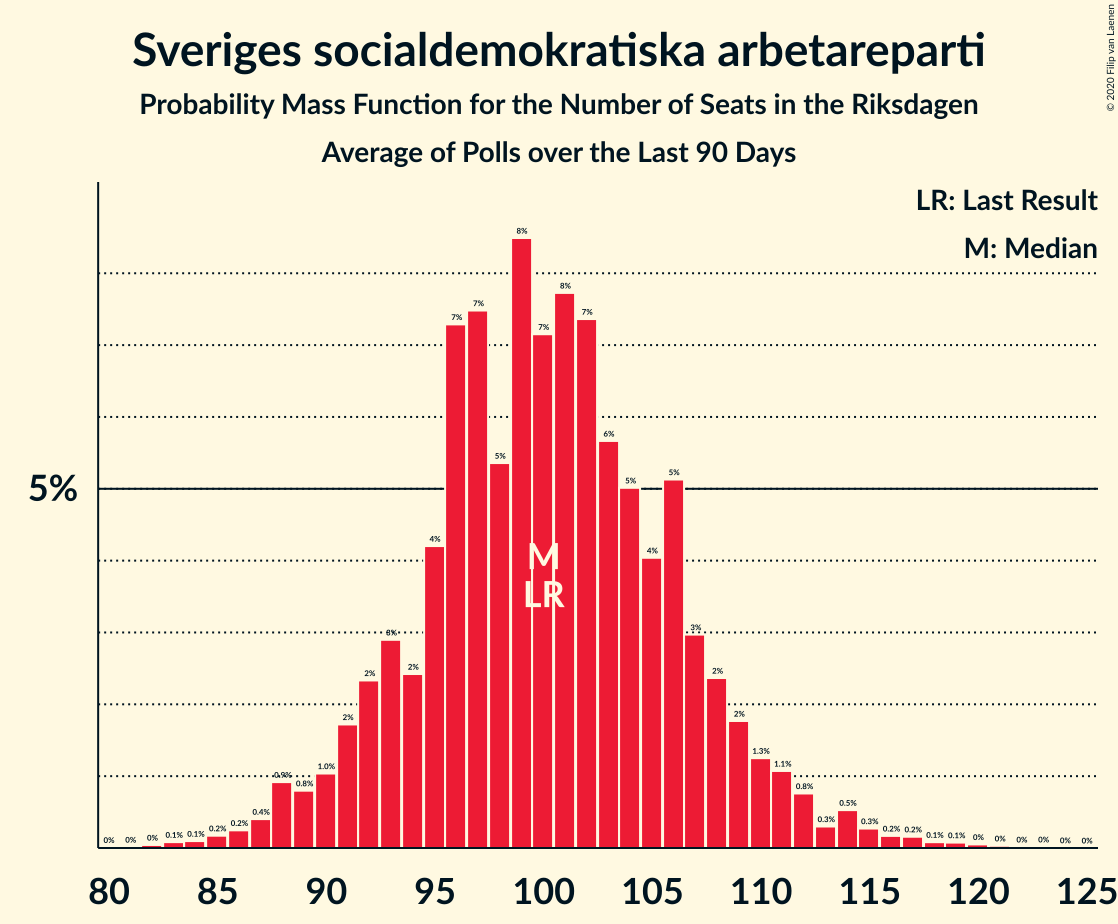 Sveriges socialdemokratiska arbetareparti
Probability Mass Function for the Number of Seats in the Riksdagen
Average of Polls over the Last 90 Days
© 2020 Filip van Laenen
LR: Last Result
M: Median
5%
0% 0% 0% 0.1% 0.1% 0.2% 0.2% 0.4% 0.9% 0.8% 1.0% 2% 2% 3% 2% 4% 7% 7% 5% 8% 7% 8% 7% 6% 5% 4% 5% 3% 2% 2% 1.3% 1.1% 0.8% 0.3% 0.5% 0.3% 0.2% 0.2% 0.1% 0.1% 0% 0% 0% 0% 0% 0%
M
LR
80 85 90 95 100 105 110 115 120 125